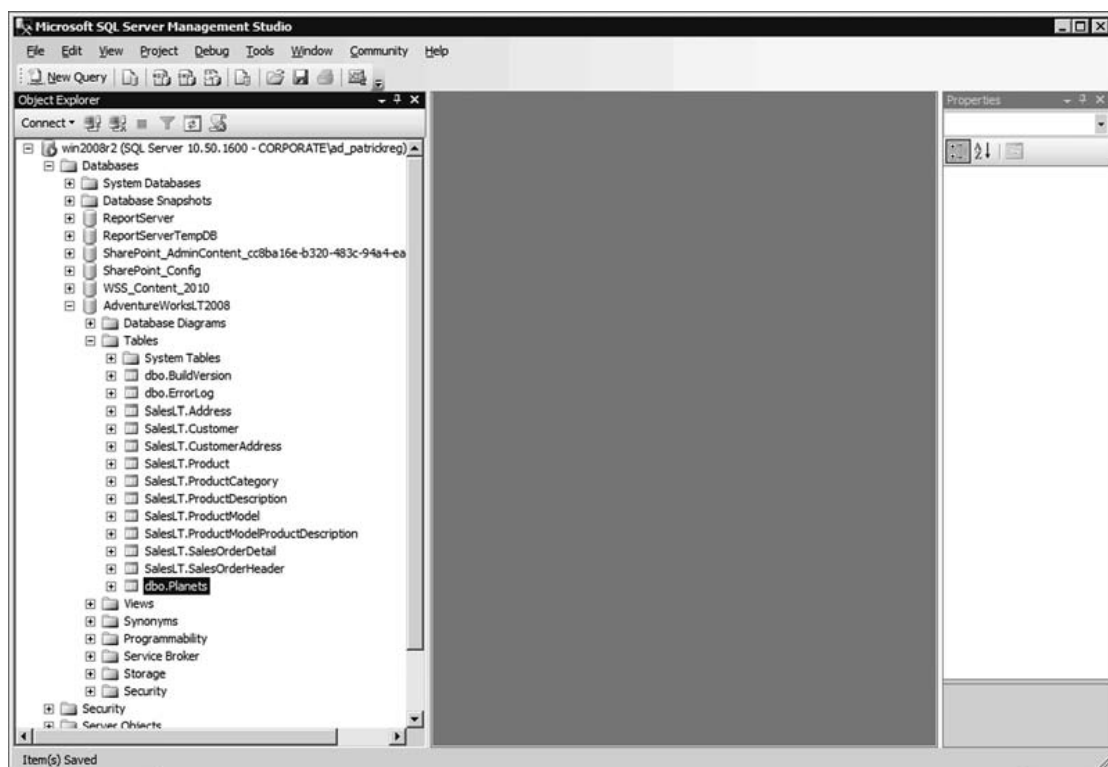 Microsoft SQL Server Management Studio
File Edit View Project Debug Tools Window Community Help
New Query
Object Explorer
Properties
Connect
win2008r2 (SQL Server 10.50.1600 - CORPORATE\ad_patrickreg)
Databases
System Databases
Database Snapshots
ReportServer
ReportServerTempDB
SharePoint_AdminContent_cc8ba16e-b320-483c-94a4-ea
SharePoint_Config
WSS_Content_2010
AdventureWorksLT2008
Database Diagrams
Tables
System Tables
dbo.BuildVersion
dbo.ErrorLog
SalesLT.Address
SalesLT.Customer
SalesLT.CustomerAddress
SalesLT.Product
SalesLT.ProductCategory
SalesLT.ProductDescription
SalesLT.ProductModel
SalesLT.ProductModelProductDescription
SalesLT.SalesOrderDetail
SalesLT.SalesOrderHeader
dbo.Planets
Views
Synonyms
Programmability
Service Broker
Storage
Security
Security
Server Objects
Item(s) Saved